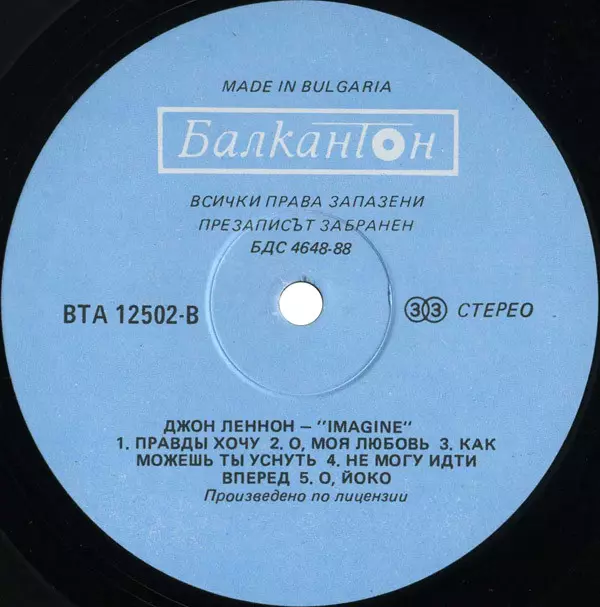 MADE IN BULGARIA
Балкантон
ВСИЧКИ ПРАВА ЗАПАЗЕНИ
ПРЕЗАПИСЪТ ЗАБРАНЕН
БДС 4648-88
ВТА 12502-В
33 СТЕРЕО
ДЖОН ЛЕННОН – "IMAGINE"
1. ПРАВДЫ ХОЧУ 2. О, МОЯ ЛЮБОВЬ 3. КАК
МОЖЕШЬ ТЫ УСНУТЬ 4. НЕ МОГУ ИДТИ
ВПЕРЕД 5. О, ЙОКО
Произведено по лицензии